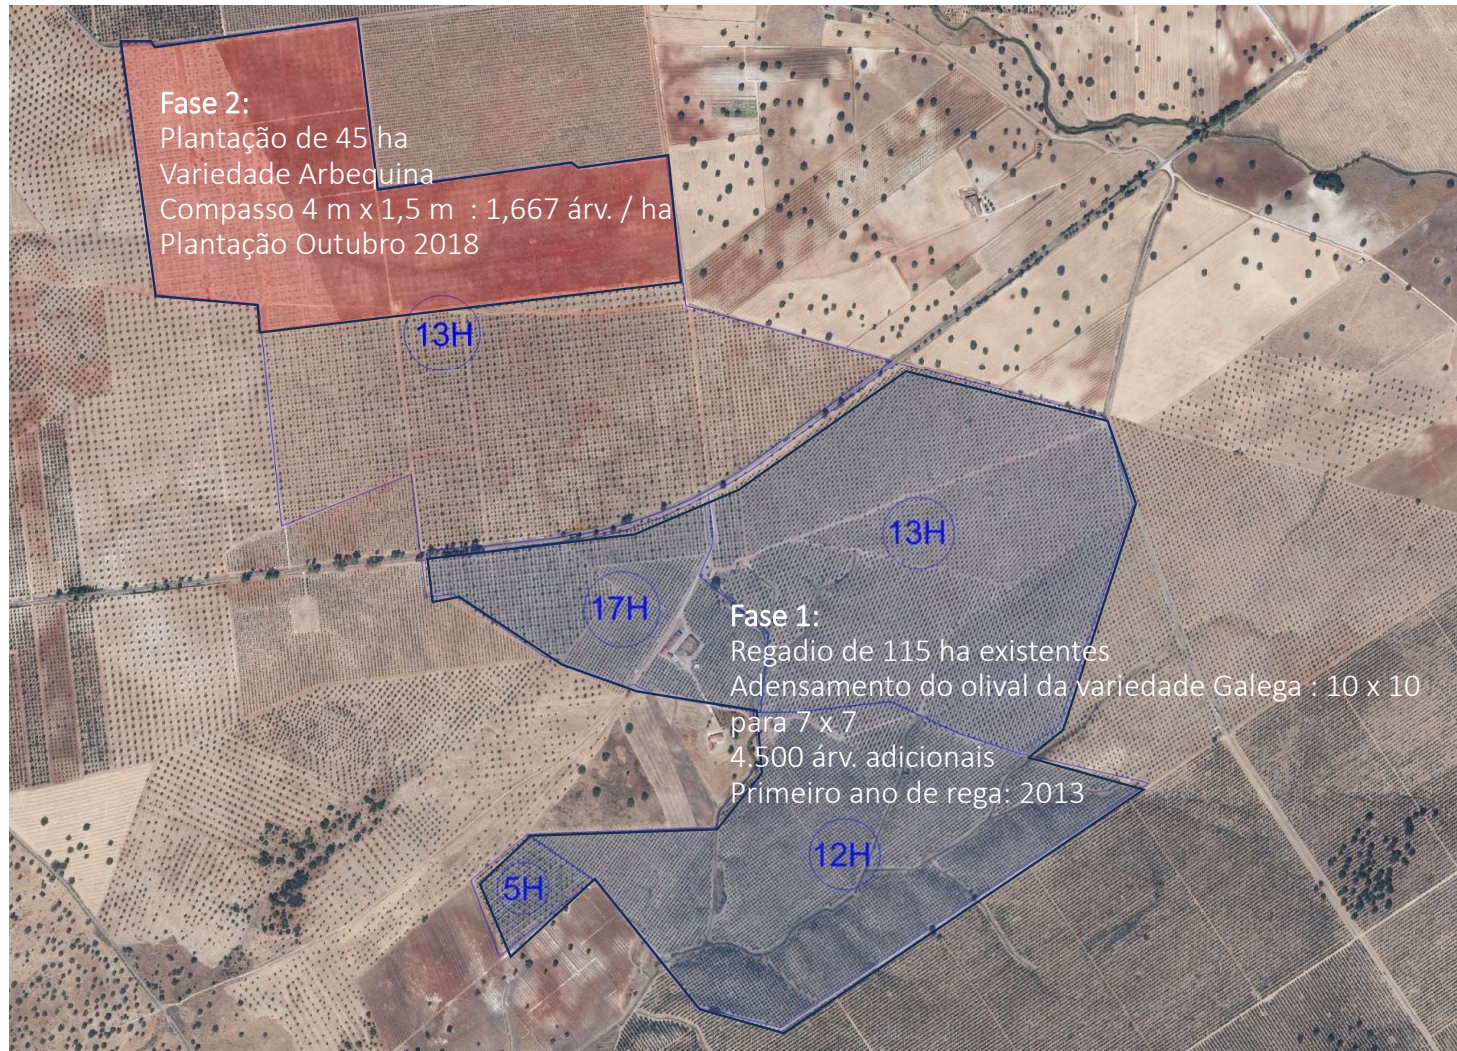 Fase 2:
Plantação de 45 ha
Variedade Arbequina
Compasso 4 m x 1,5 m : 1,667 árv. / ha
Plantação Outubro 2018
13H
13H
17H
Fase 1:
Regadio de 115 ha existentes
Adensamento do olival da variedade Galega : 10 x 10
para 7 x 7
4.500 árv. adicionais
Primeiro ano de rega: 2013
12H
5H